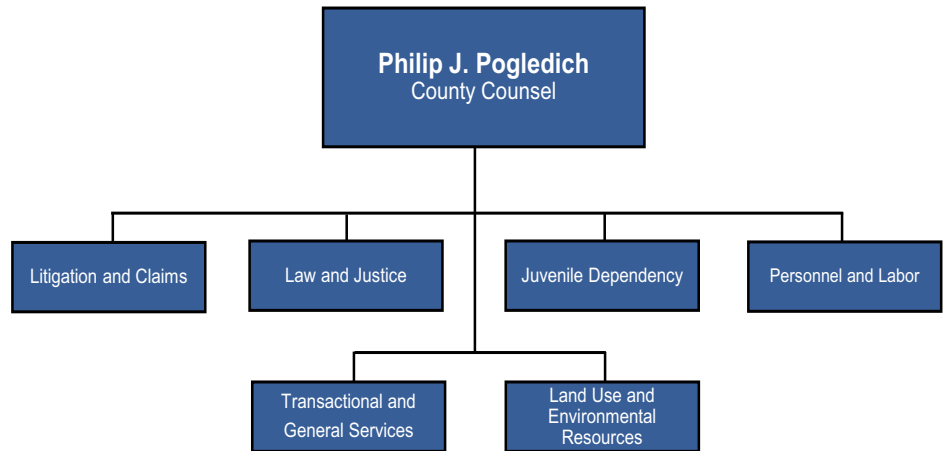 Philip J. Pogledich
County Counsel
Litigation and Claims
Law and Justice
Juvenile Dependency
Personnel and Labor
Transactional and
General Services
Land Use and
Environmental
Resources